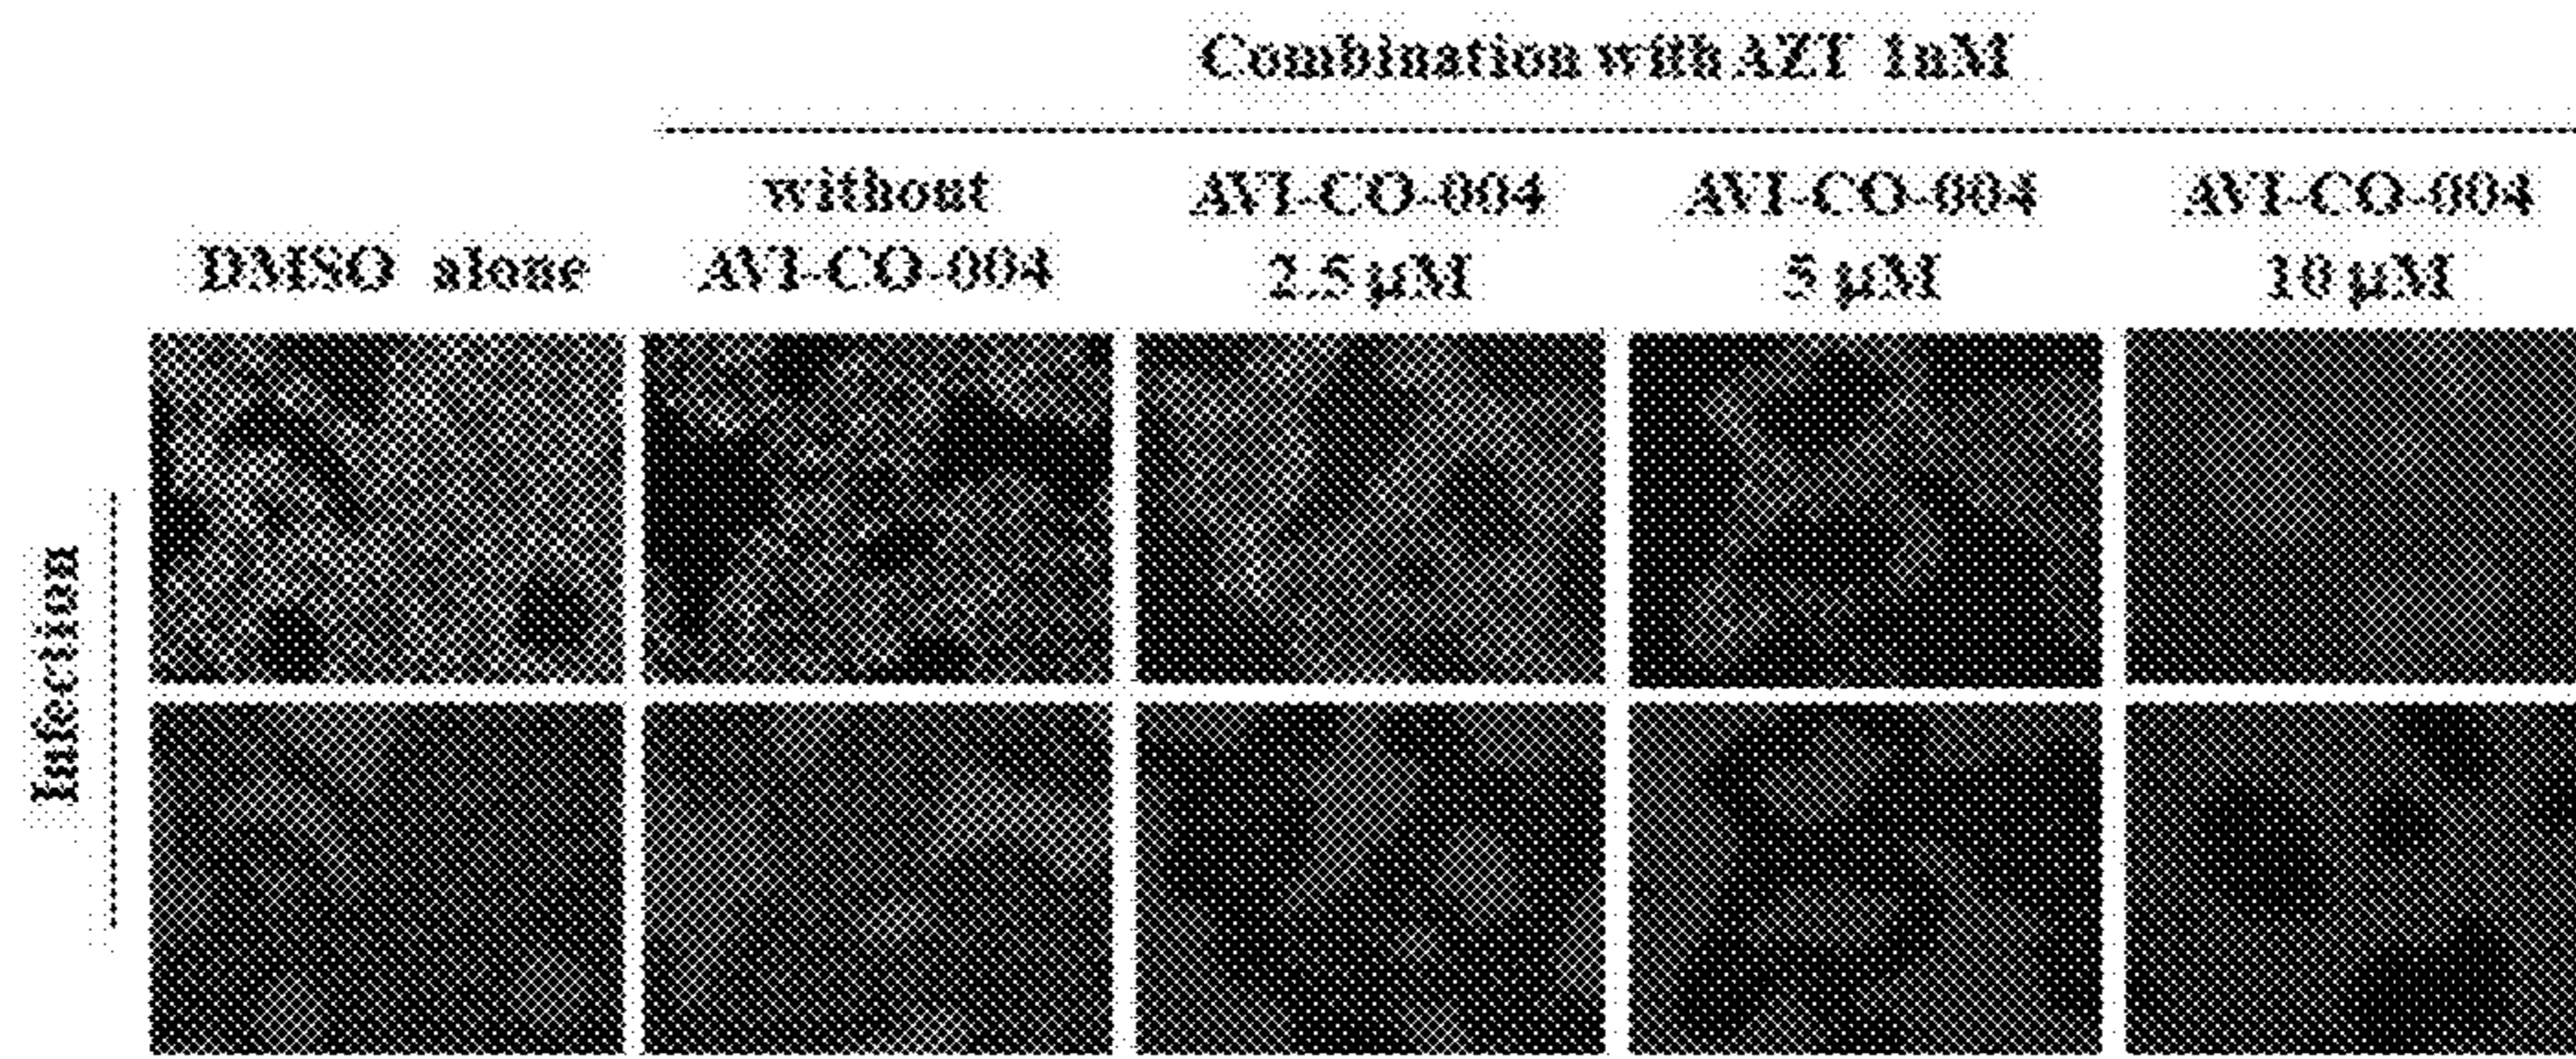 Combination with AZT 1nM
without
AVI-CO-004
AVI-CO-004
2.5 µM
AVI-CO-004
5 µM
AVI-CO-004
10 µM
DMSO alone
Infection